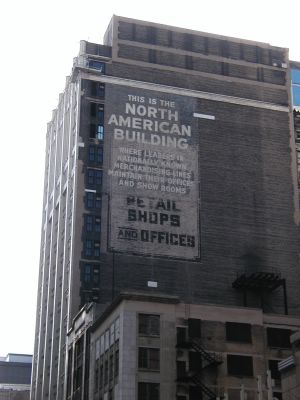 THIS IS THE
NORTH
AMERICAN
BUILDING
WHERE LEADERS IN
NATIONALLY KNOWN
MERCHANDISING LINES
MAINTAIN THEIR OFFICES
AND SHOW ROOMS
RETAIL
SHOPS
AND OFFICES